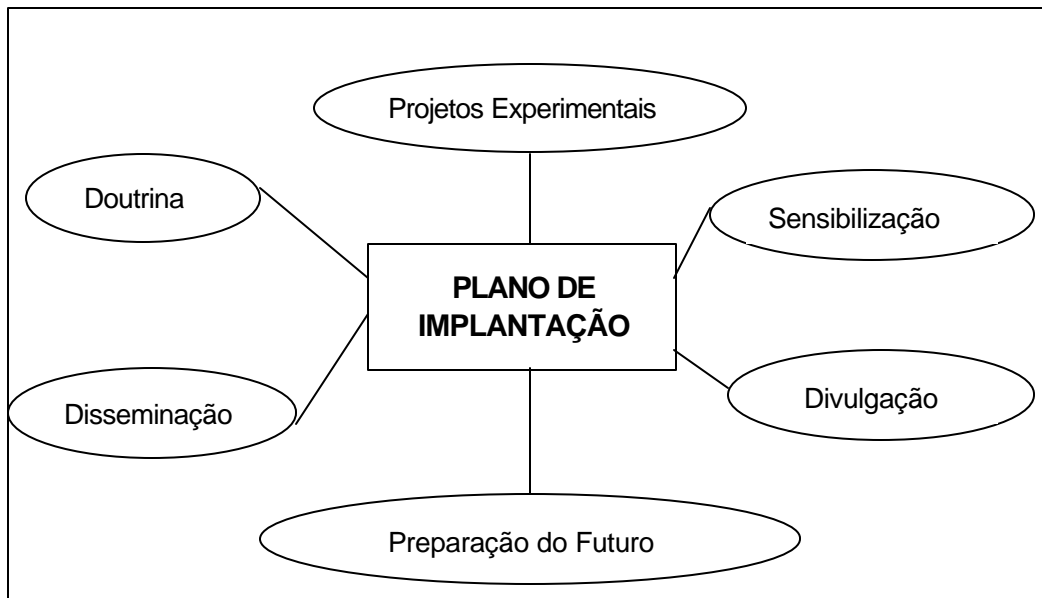 Projetos Experimentais
Doutrina
Sensibilização
PLANO DE
IMPLANTAÇÃO
Disseminação
Divulgação
Preparação do Futuro